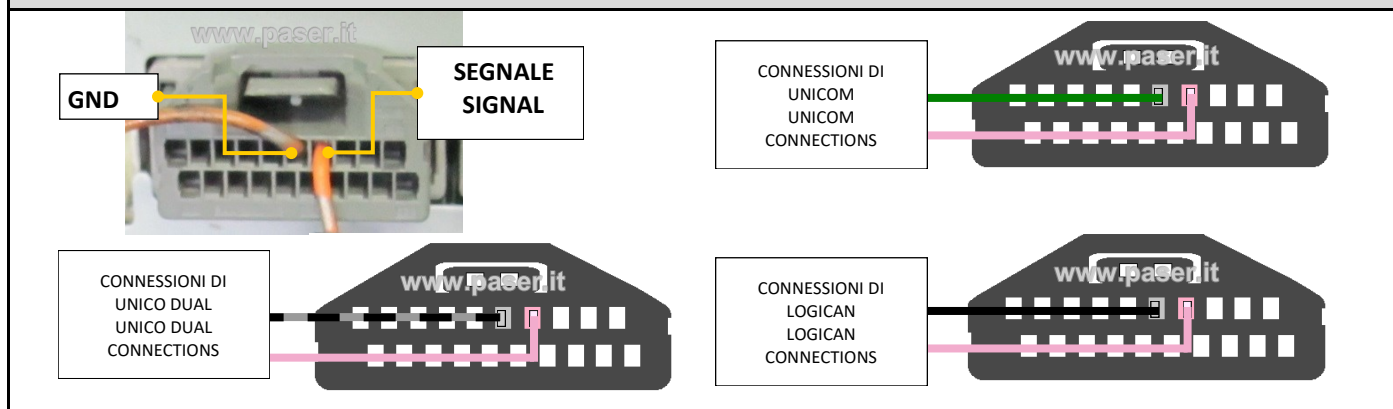 www.paser.it
GND
SEGNALE
SIGNAL
CONNESSIONI DI
UNICOM
UNICOM
CONNECTIONS
www.paser.it
CONNESSIONI DI
UNICO DUAL
UNICO DUAL
CONNECTIONS
www.paser.it
CONNESSIONI DI
LOGICAN
LOGICAN
CONNECTIONS
www.paser.it